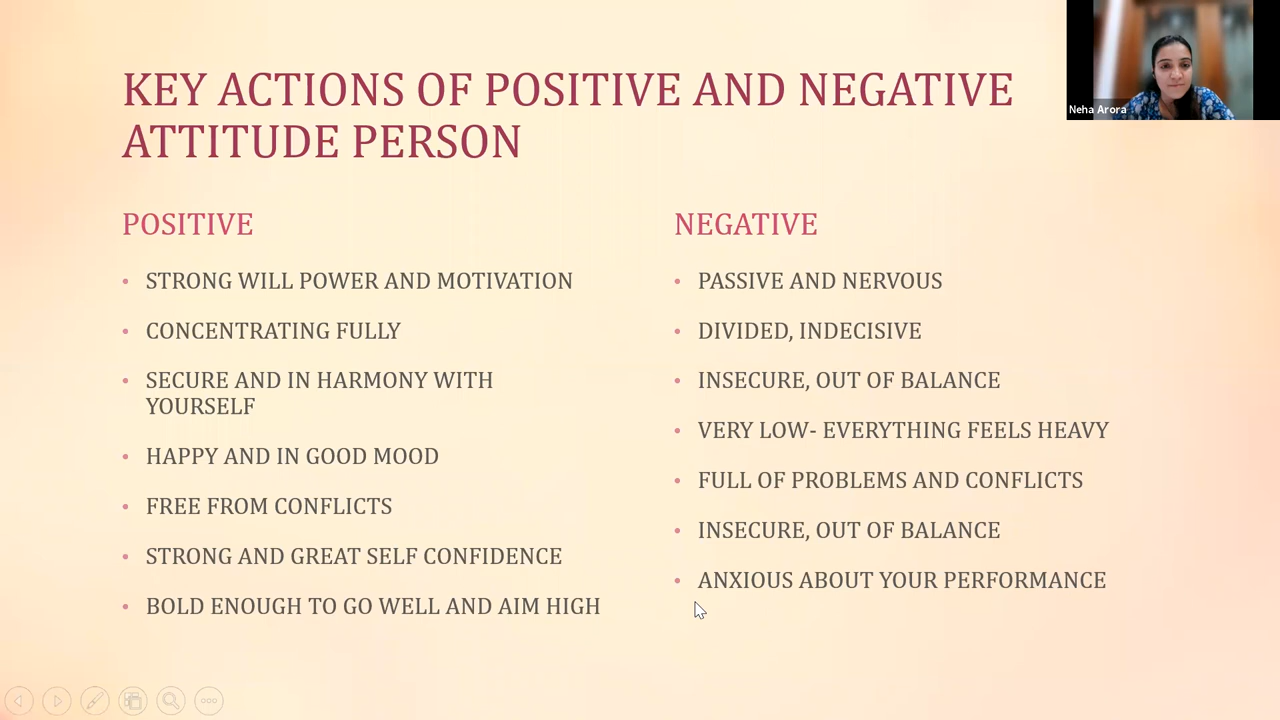 KEY ACTIONS OF POSITIVE AND NEGATIVE
ATTITUDE PERSON
Neha Arora
POSITIVE
• STRONG WILL POWER AND MOTIVATION
• CONCENTRATING FULLY
• SECURE AND IN HARMONY WITH
YOURSELF
• HAPPY AND IN GOOD MOOD
• FREE FROM CONFLICTS
• STRONG AND GREAT SELF CONFIDENCE
• BOLD ENOUGH TO GO WELL AND AIM HIGH
NEGATIVE
• PASSIVE AND NERVOUS
• DIVIDED, INDECISIVE
• INSECURE, OUT OF BALANCE
• VERY LOW- EVERYTHING FEELS HEAVY
• FULL OF PROBLEMS AND CONFLICTS
• INSECURE, OUT OF BALANCE
• ANXIOUS ABOUT YOUR PERFORMANCE